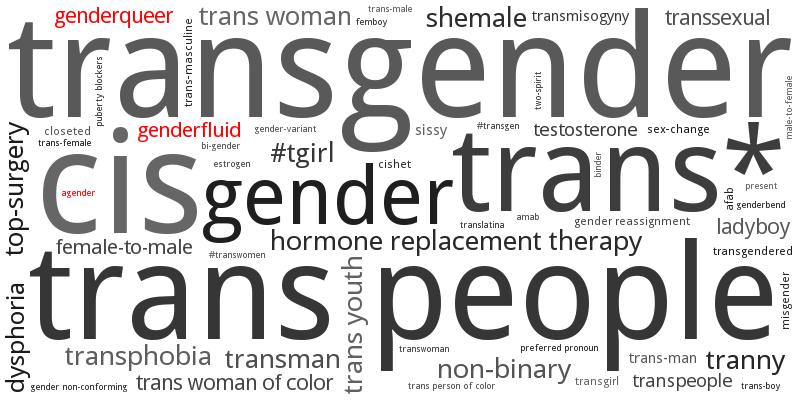 genderqueer
trans woman
trans-male
femboy
shemale
transmisogyny
transsexual
transgender
puberty blockers
trans-masculine
two-spirit
male-to-female
closeted
trans-female
genderfluid
bi-gender
gender-variant
estrogen
sissy
#transgen
testosterone
sex-change
top-surgery
cis
agender
#tgirl
cishet
trans*
binder
afab
present
genderbend
gender
translatina
amab
gender reassignment
ladyboy
female-to-male
#transwomen
hormone replacement therapy
transgendered
trans people
misgender
dysphoria
trans youth
transphobia
transman
transwoman
preferred pronoun
non-binary
trans-man
tranny
gender non-conforming
trans woman of color
trans person of color
transgirl
transpeople
trans-boy